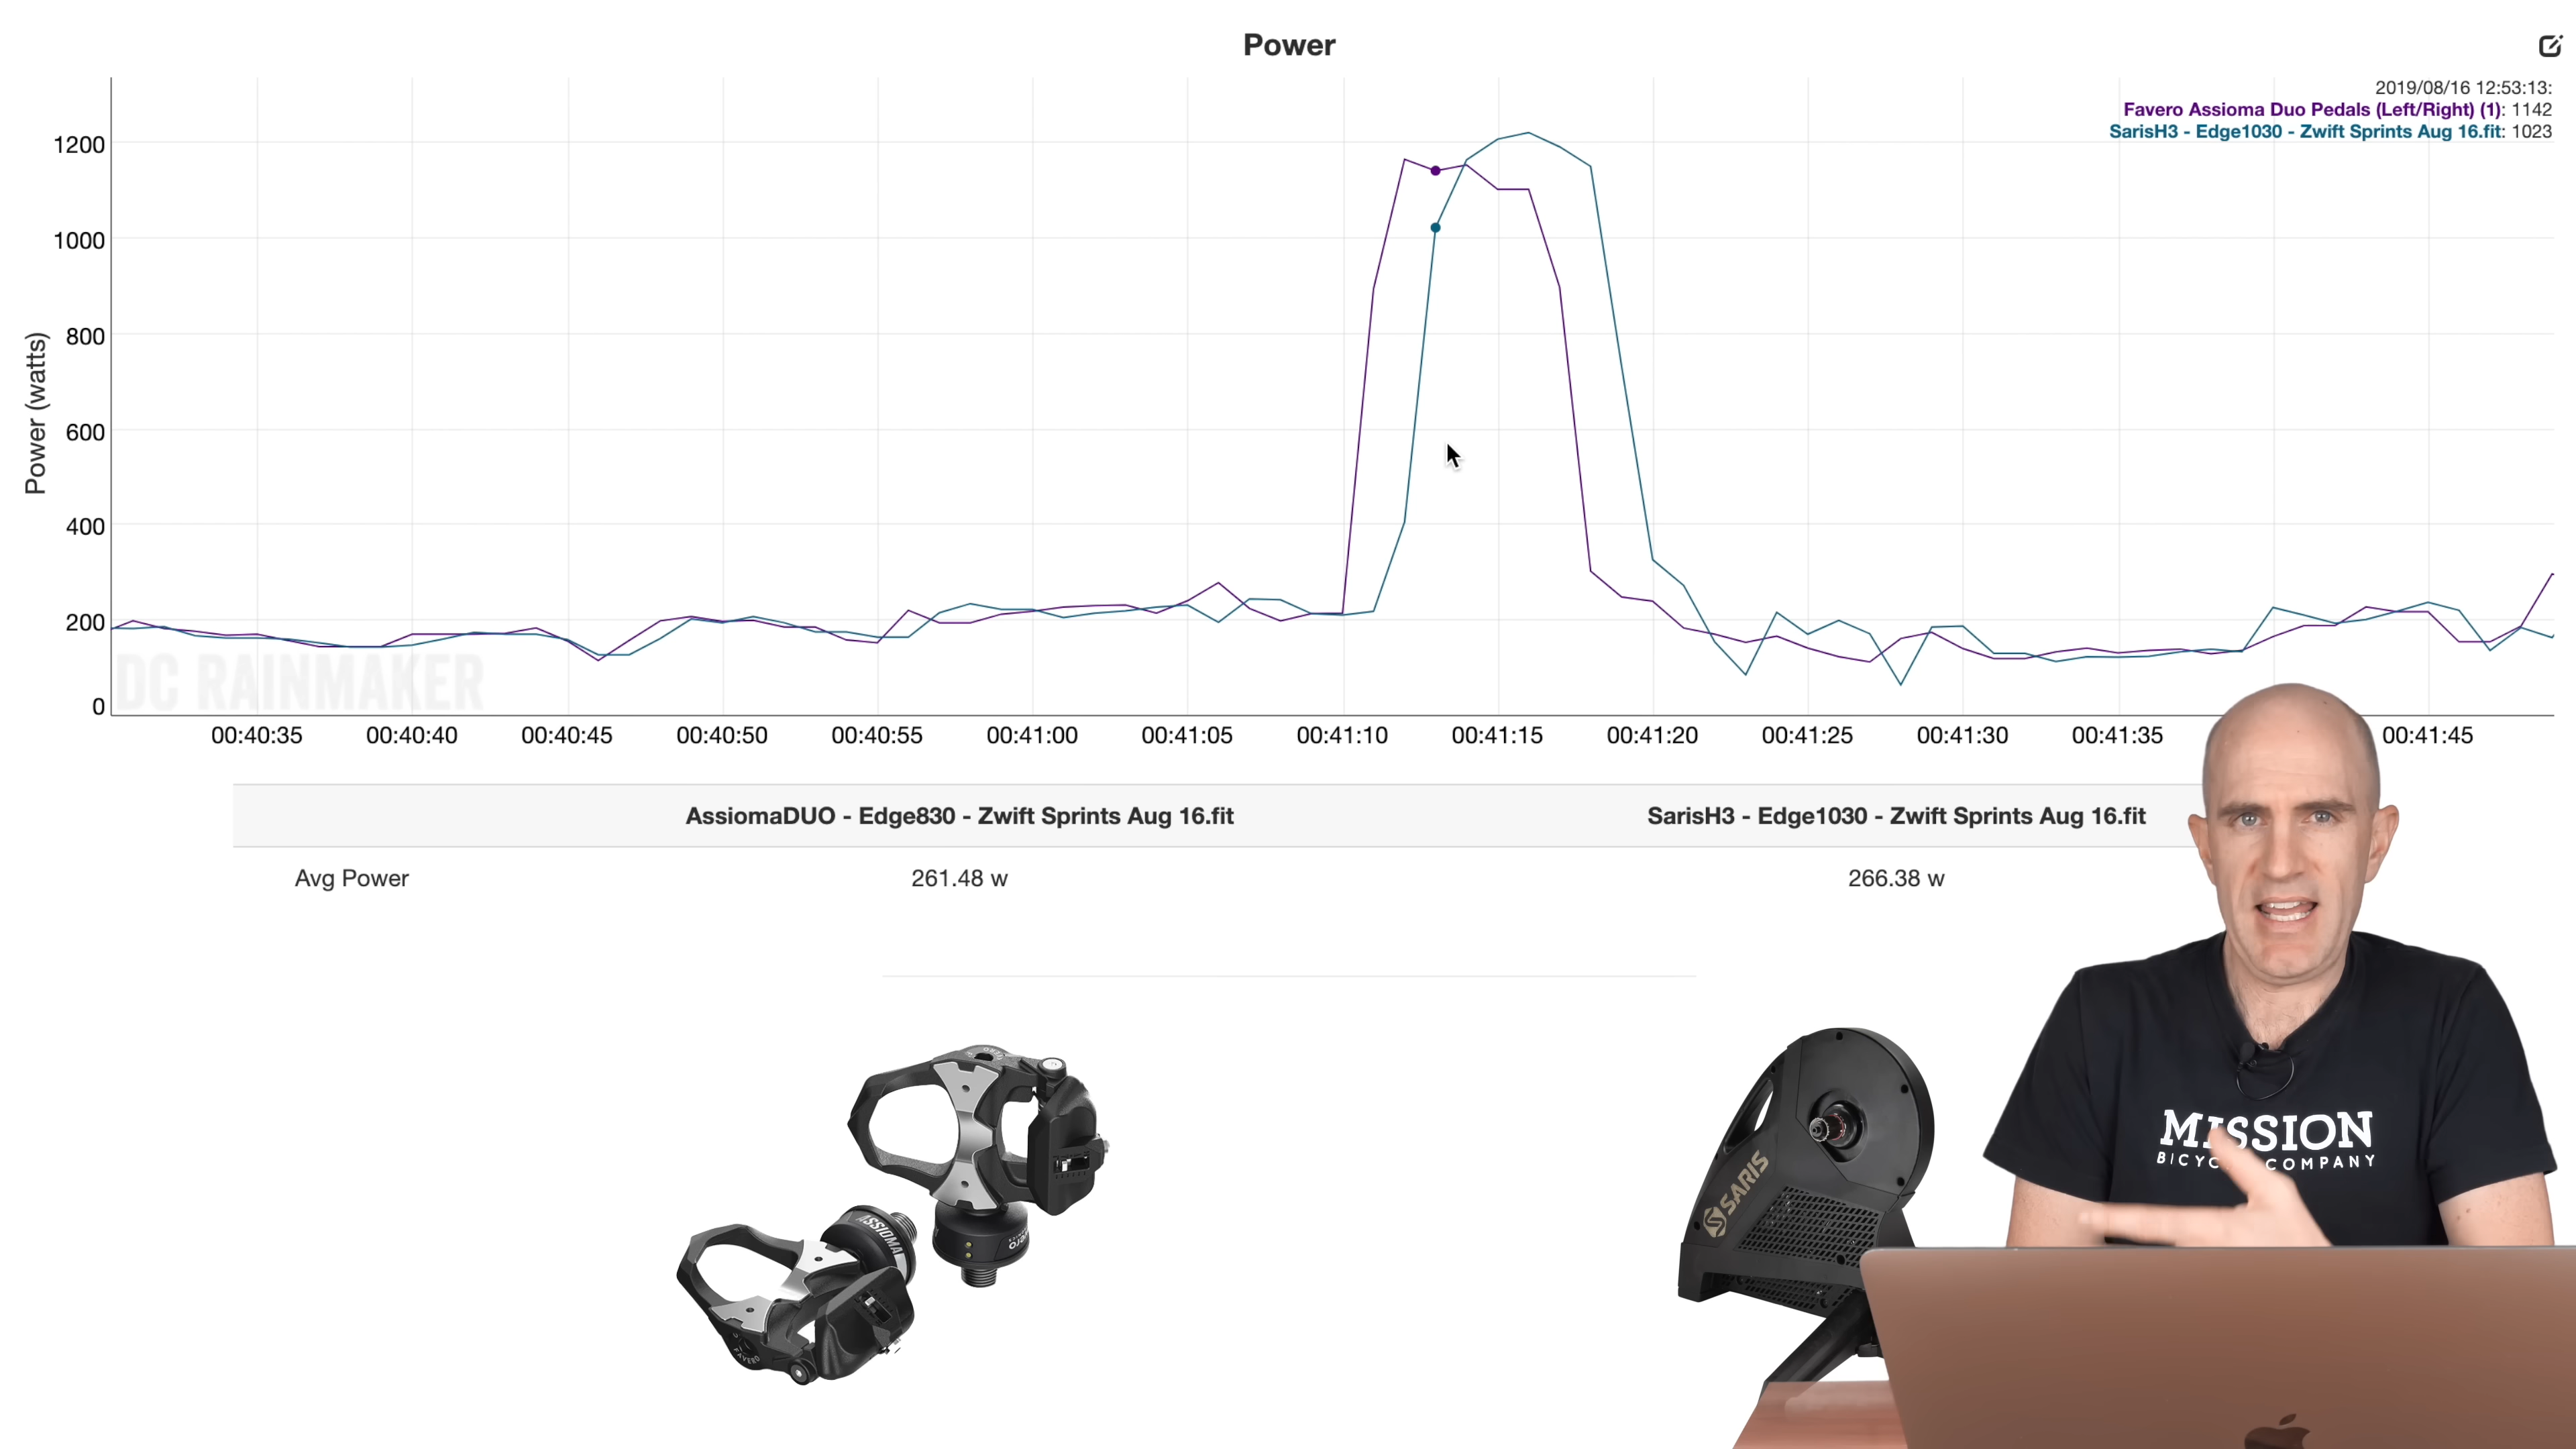 Power
2019/08/16 12:53:13:
Favero Assioma Duo Pedals (Left/Right) (1): 1142
SarisH3 - Edge1030 - Zwift Sprints Aug 16.fit: 1023
Power (watts)
1200
1000
800
600
400
200
0
DC RAINMAKER
00:40:35 00:40:40 00:40:45 00:40:50 00:40:55 00:41:00 00:41:05 00:41:10 00:41:15 00:41:20 00:41:25 00:41:30 00:41:35 00:41:45
AssiomaDUO - Edge830 - Zwift Sprints Aug 16.fit SarisH3 - Edge1030 - Zwift Sprints Aug 16.fit
Avg Power 261.48 w 266.38 w
ASSIOMA
FAVERO
SARIS
MISSION
COMPANY